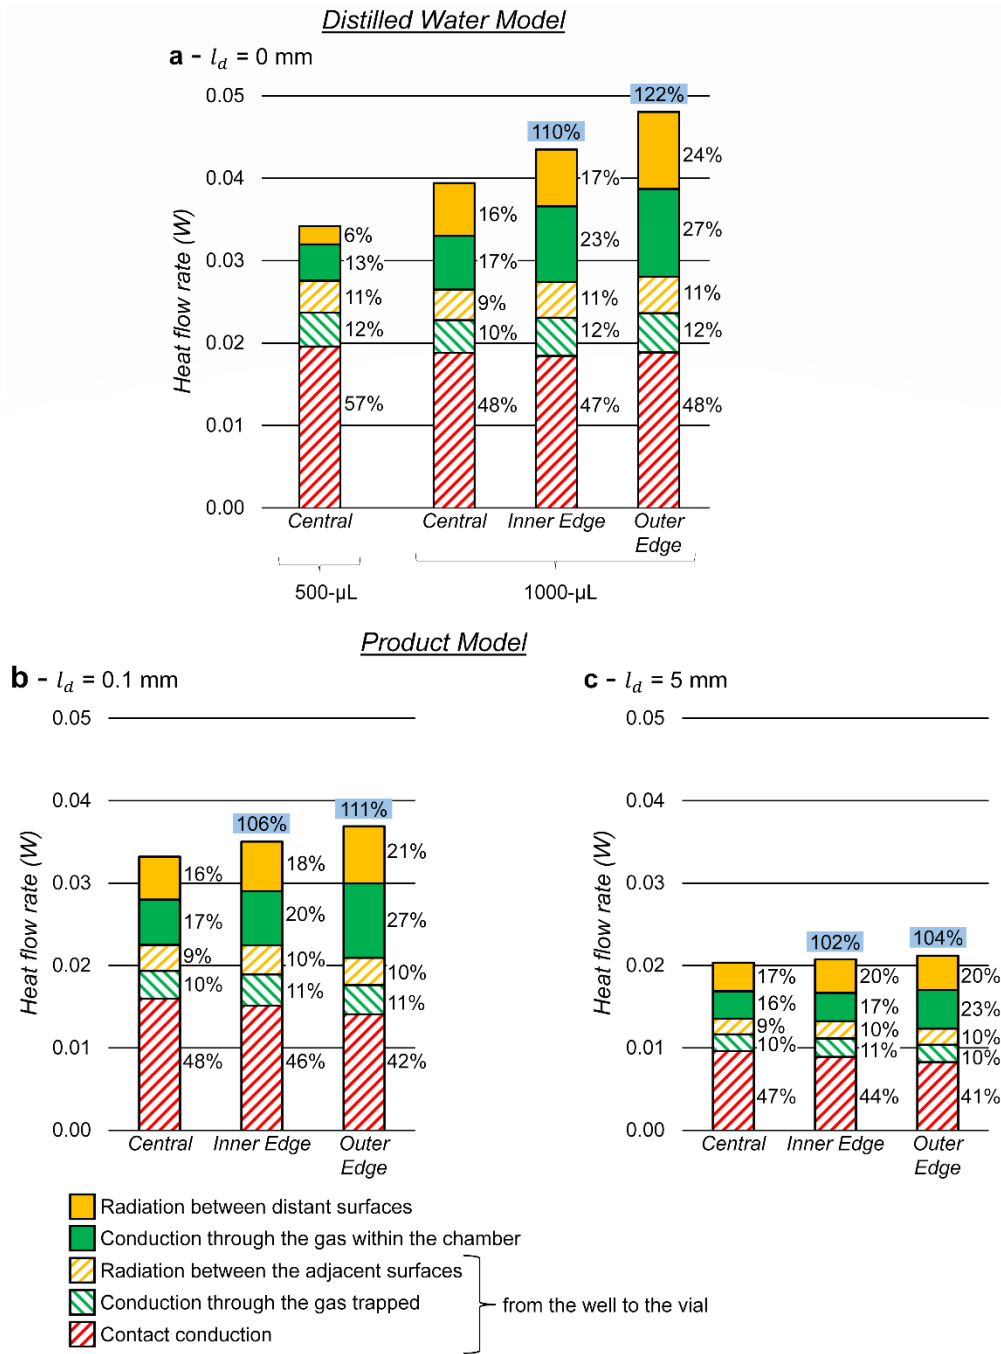 Distilled Water Model
a - l_d = 0 mm
0.05
0.04
0.03
0.02
0.01
0.00
Heat flow rate (W)
6%
13%
11%
12%
57%
16%
17%
9%
10%
48%
110%
17%
23%
11%
12%
47%
122%
24%
27%
11%
12%
48%
Central
Central
Inner Edge
Outer
Edge
500-µL
1000-µL
Product Model
b - l_d = 0.1 mm
0.05
0.04
0.03
0.02
0.01
0.00
Heat flow rate (W)
16%
17%
9%
10%
48%
106%
18%
20%
10%
11%
46%
111%
21%
27%
10%
11%
42%
Central
Inner Edge
Outer
Edge
c - l_d = 5 mm
0.05
0.04
0.03
0.02
0.01
0.00
Heat flow rate (W)
17%
16%
9%
10%
47%
102%
20%
17%
10%
11%
44%
104%
20%
23%
10%
10%
41%
Central
Inner Edge
Outer
Edge
Radiation between distant surfaces
Conduction through the gas within the chamber
Radiation between the adjacent surfaces
Conduction through the gas trapped
Contact conduction
from the well to the vial